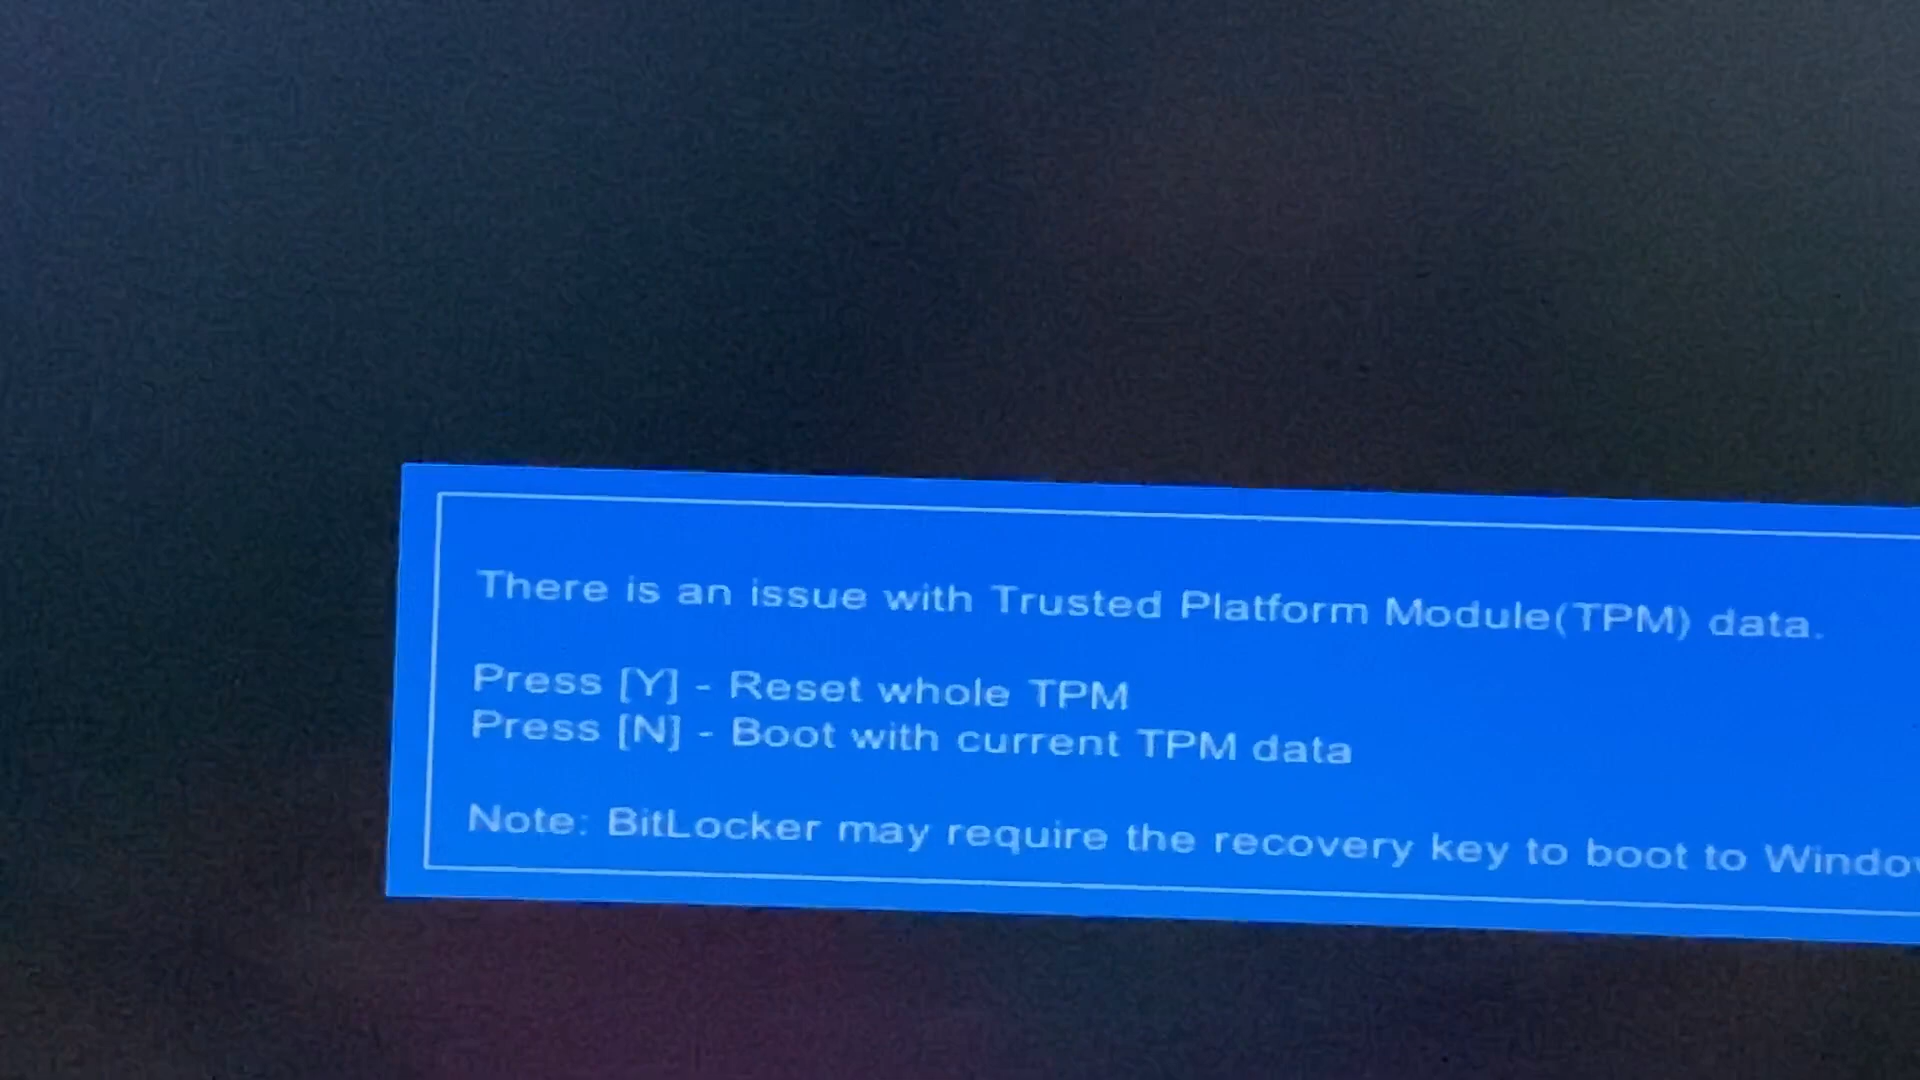 There is an issue with Trusted Platform Module(TPM) data.
Press [Y] - Reset whole TPM
Press [N] - Boot with current TPM data
Note: BitLocker may require the recovery key to boot to Windo